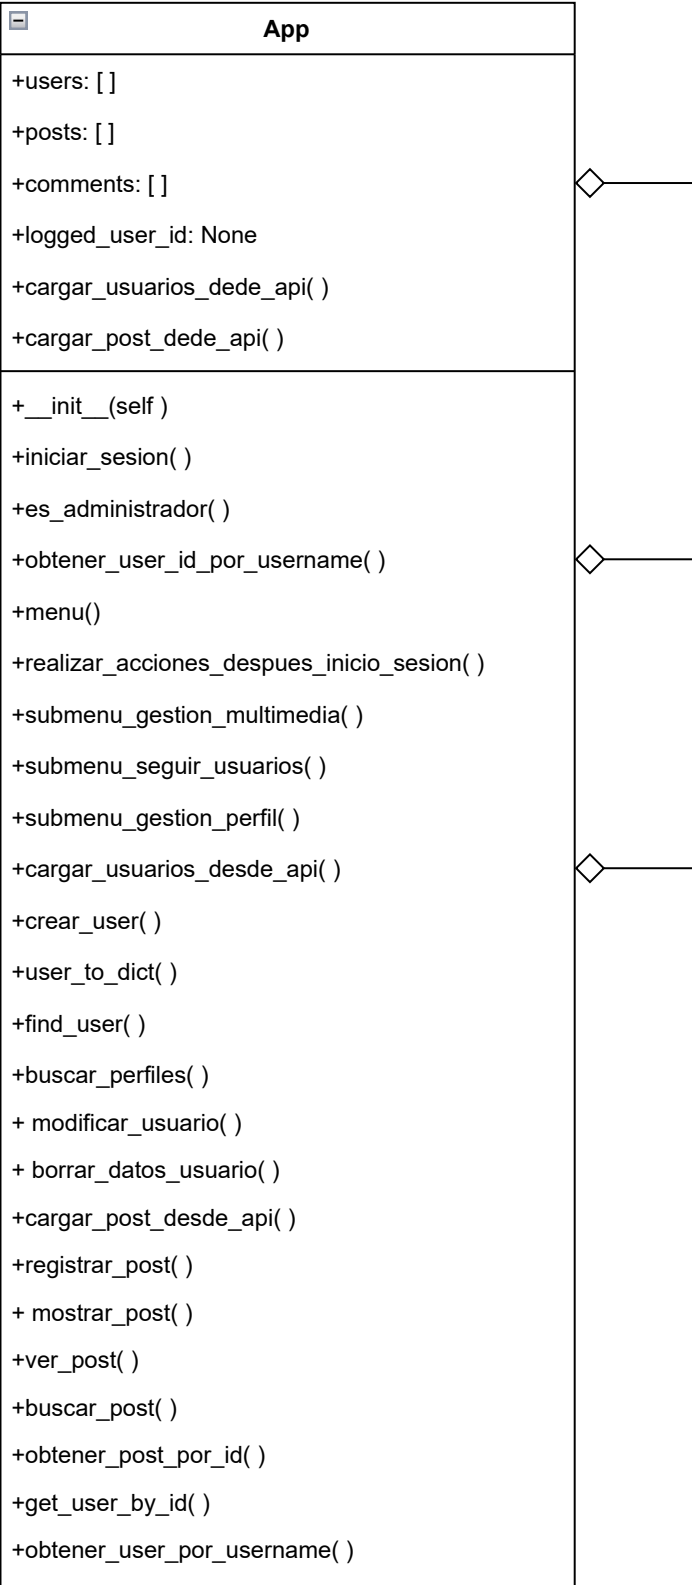 App
+users: [ ]
+posts: [ ]
+comments: [ ]
+logged_user_id: None
+cargar_usuarios_dede_api( )
+cargar_post_dede_api( )
+__init__(self )
+iniciar_sesion( )
+es_administrador( )
+obtener_user_id_por_username( )
+menu()
+realizar_acciones_despues_inicio_sesion( )
+submenu_gestion_multimedia( )
+submenu_seguir_usuarios( )
+submenu_gestion_perfil( )
+cargar_usuarios_desde_api( )
+crear_user( )
+user_to_dict( )
+find_user( )
+buscar_perfiles( )
+ modificar_usuario( )
+ borrar_datos_usuario( )
+cargar_post_desde_api( )
+registrar_post( )
+ mostrar_post( )
+ver_post( )
+buscar_post( )
+obtener_post_por_id( )
+get_user_by_id( )
+obtener_user_por_username( )